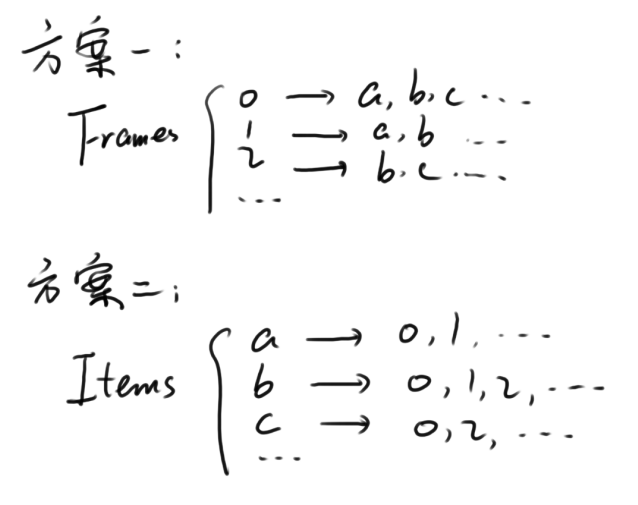 方案一:
Frames { 0 → a, b, c ...
1 → a, b ...
2 → b, c ...
...
方案二:
Items { a → 0, 1, ...
b → 0, 1, 2, ...
c → 0, 2, ...
...